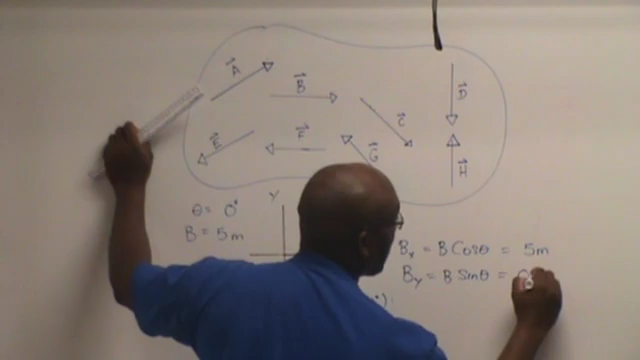 A⃗
B⃗
C⃗
D⃗
E⃗
F⃗
G⃗
H⃗
θ = 0°
B = 5m
Y
Bx = B Cosθ = 5m
By = B Sinθ =